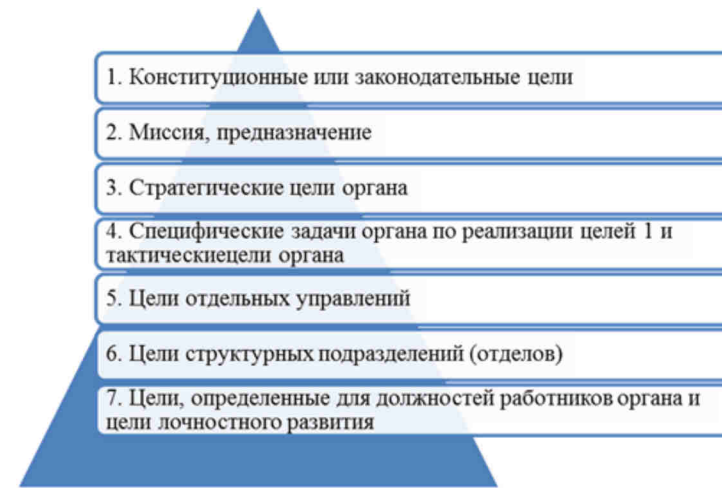 1. Конституционные или законодательные цели
2. Миссия, предназначение
3. Стратегические цели органа
4. Специфические задачи органа по реализации целей 1 и
тактическиецели органа
5. Цели отдельных управлений
6. Цели структурных подразделений (отделов)
7. Цели, определенные для должностей работников органа и
цели лочностного развития